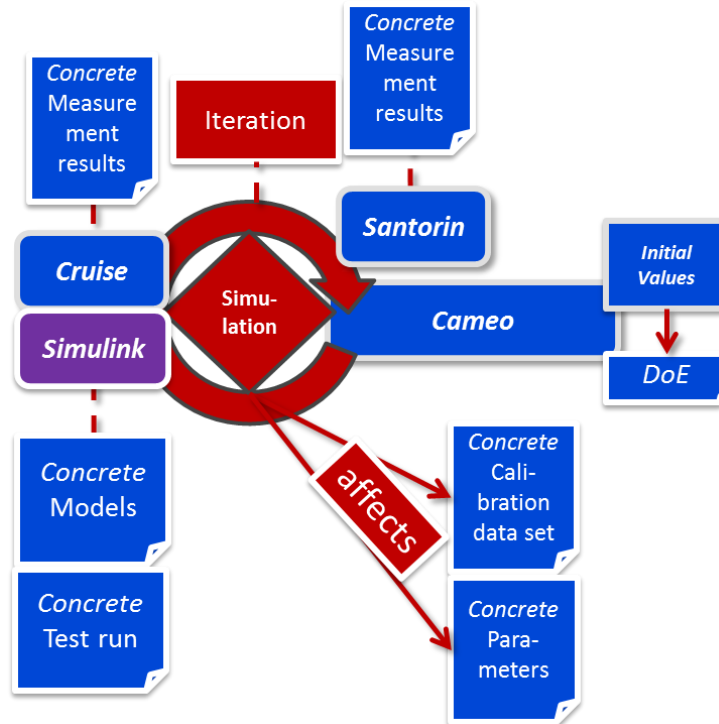 Concrete
Measure
ment
results
Iteration
Concrete
Measure
ment
results
Santorin
Cruise
Simulink
Simu-
lation
Cameo
Initial
Values
DoE
Concrete
Models
Concrete
Test run
affects
Concrete
Cali-
bration
data set
Concrete
Para-
meters